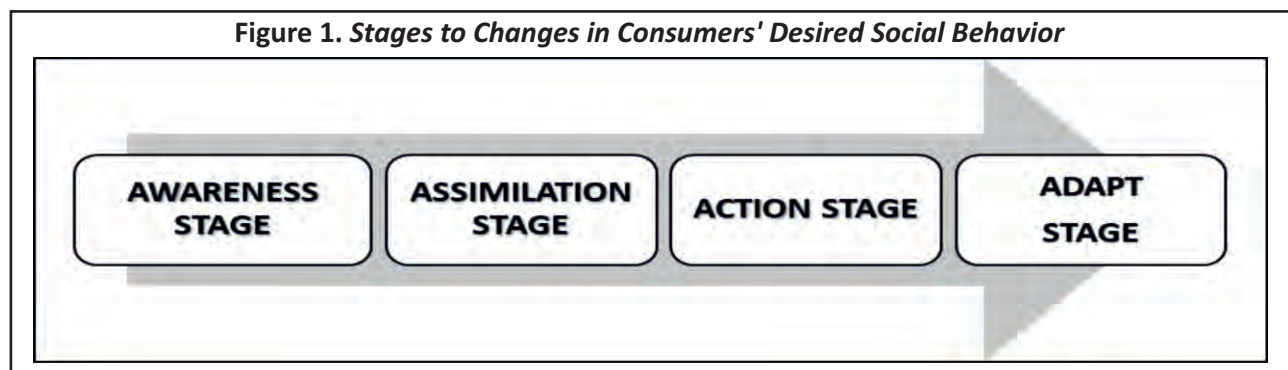 Figure 1. Stages to Changes in Consumers' Desired Social Behavior
AWARENESS
STAGE
ASSIMILATION
STAGE
ACTION STAGE
ADAPT
STAGE